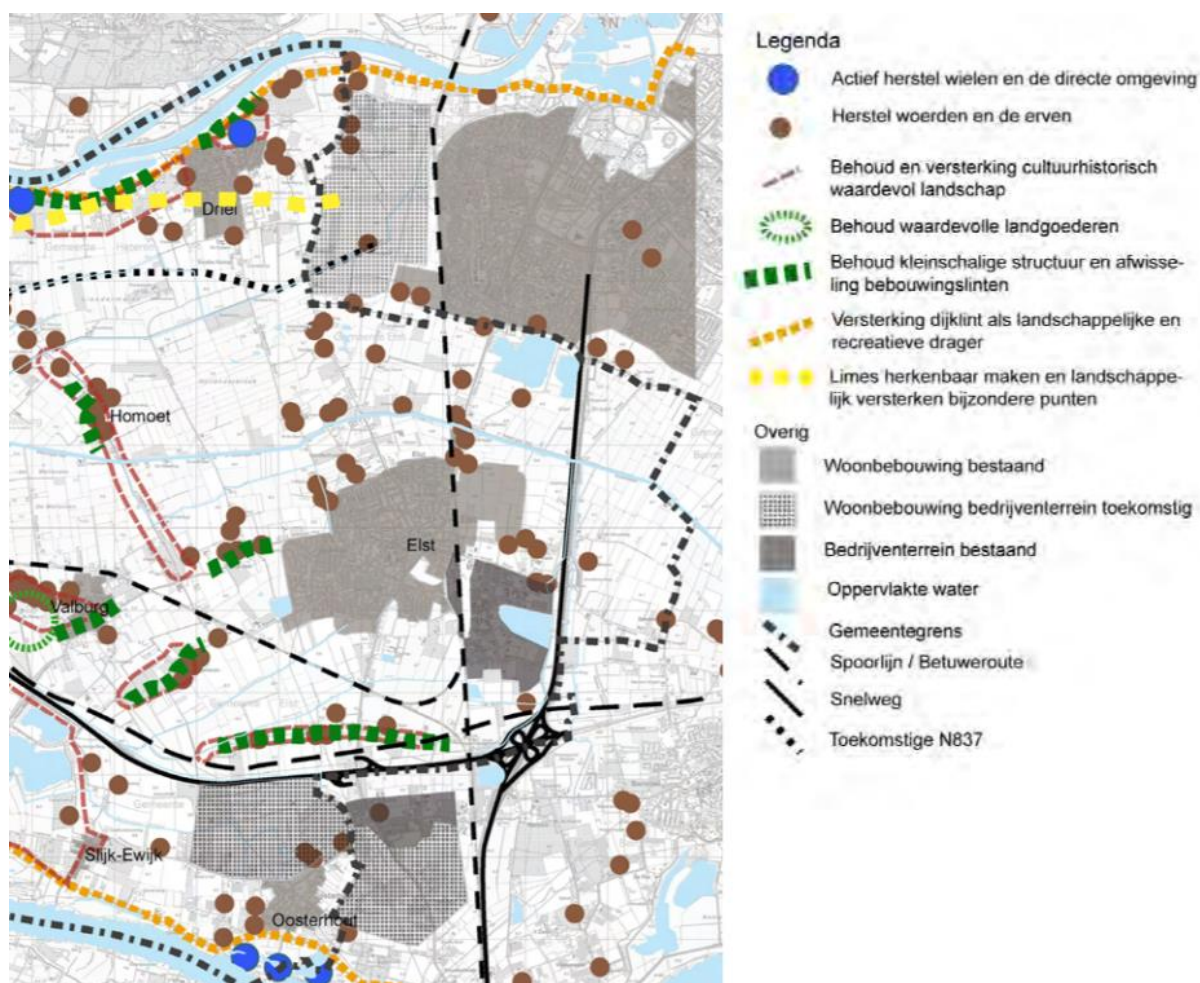 Driel
Homoet
Elst
Valburg
Slijk-Ewijk
Oosterhout
Gemeente
Legenda
Actief herstel wielen en de directe omgeving
Herstel woerden en de erven
Behoud en versterking cultuurhistorisch
waardevol landschap
Behoud waardevolle landgoederen
Behoud kleinschalige structuur en afwisse-
ling bebouwingslinten
Versterking dijklint als landschappelijke en
recreatieve drager
Limes herkenbaar maken en landschappe-
lijk versterken bijzondere punten
Overig
Woonbebouwing bestaand
Woonbebouwing bedrijventerrein toekomstig
Bedrijventerrein bestaand
Oppervlakte water
Gemeentegrens
Spoorlijn / Betuweroute
Snelweg
Toekomstige N837